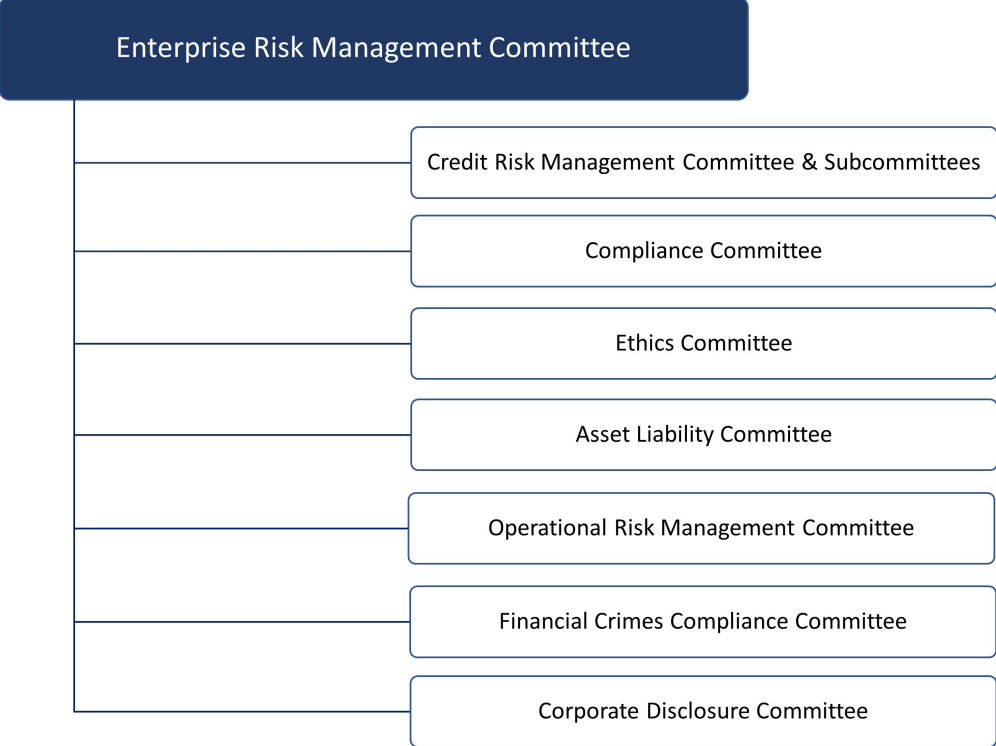 Enterprise Risk Management Committee
Credit Risk Management Committee & Subcommittees
Compliance Committee
Ethics Committee
Asset Liability Committee
Operational Risk Management Committee
Financial Crimes Compliance Committee
Corporate Disclosure Committee